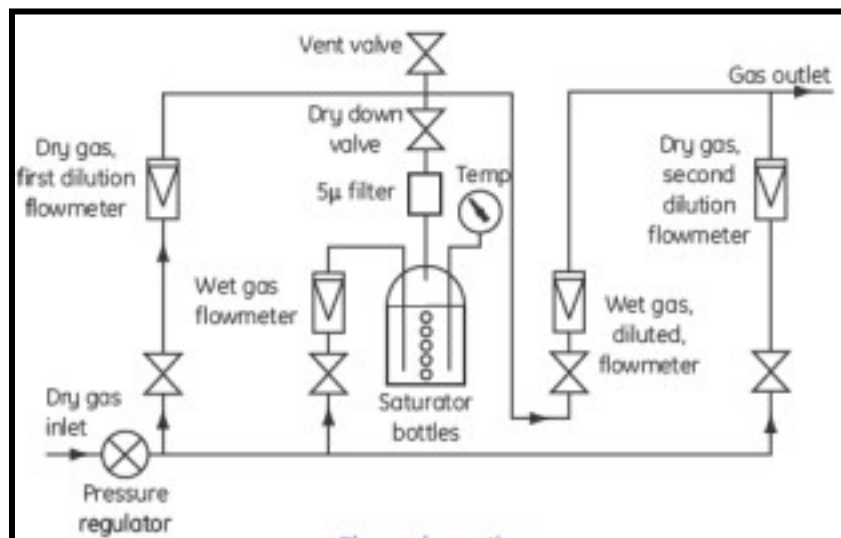 Vent valve
Gas outlet
Dry down
valve
Dry gas,
first dilution
flowmeter
5µ filter
Temp
Dry gas,
second
dilution
flowmeter
Wet gas
flowmeter
Wet gas,
diluted,
flowmeter
Dry gas
inlet
Saturator
bottles
Pressure
regulator